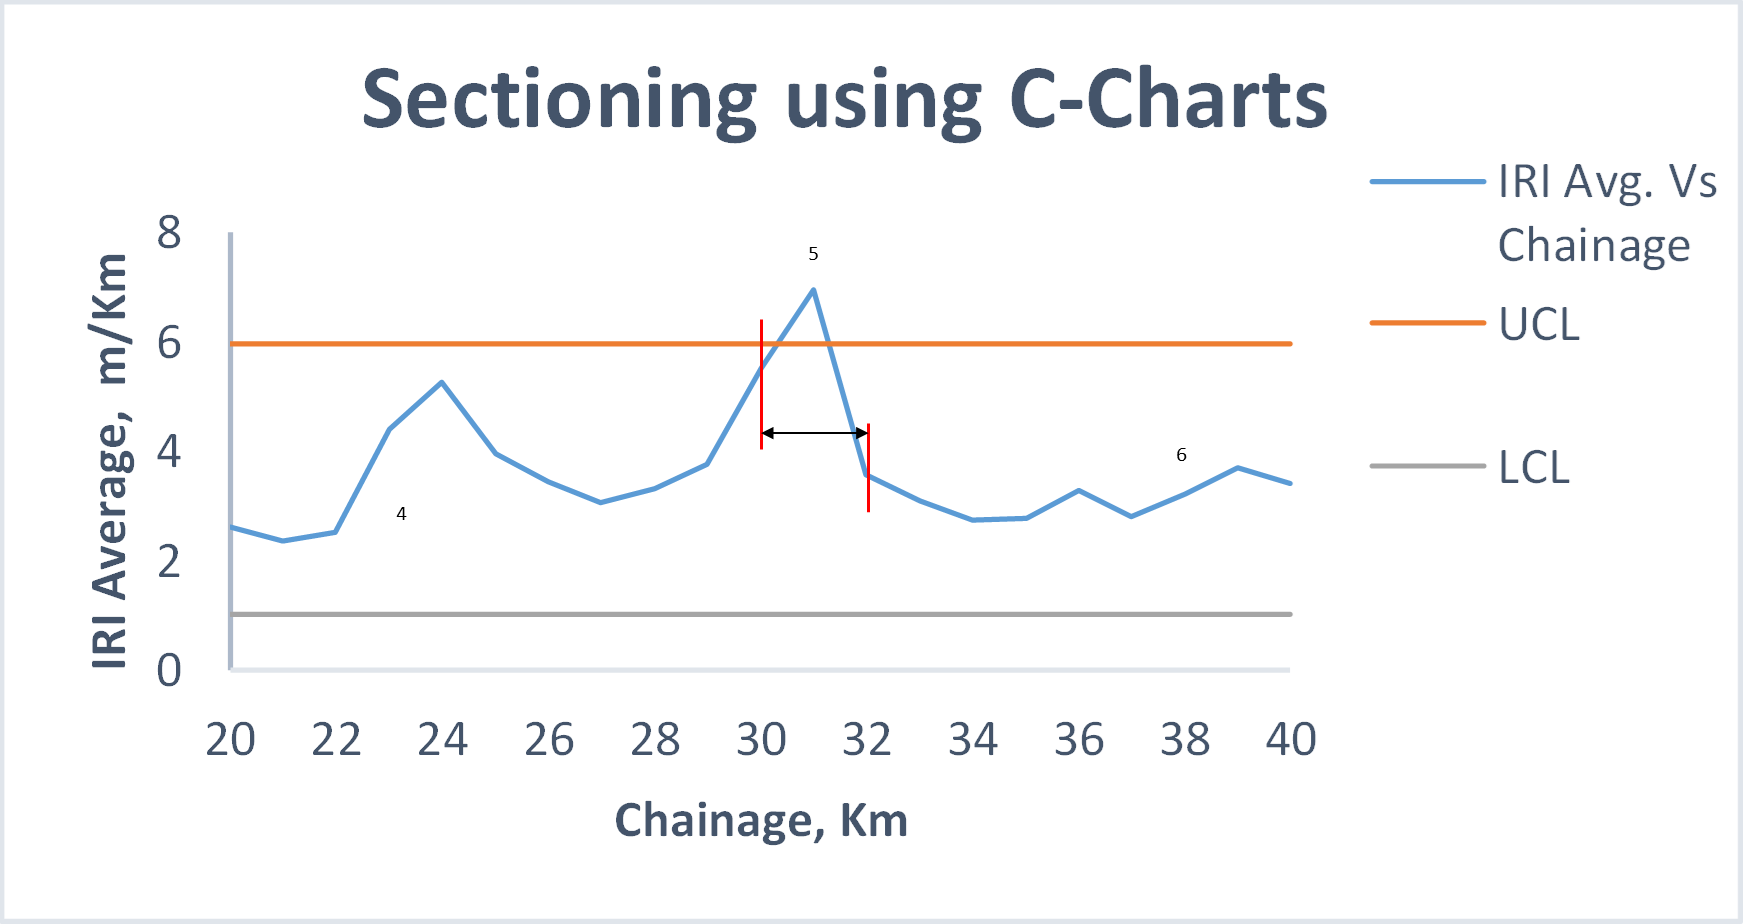 Sectioning using C-Charts
IRI Avg. Vs
Chainage
UCL
LCL
IRI Average, m/Km
8
6
4
2
0
5
4
6
20 22 24 26 28 30 32 34 36 38 40
Chainage, Km